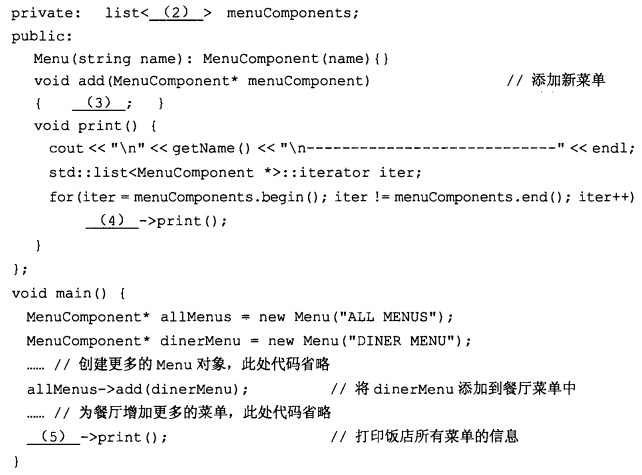 private: list< （2） > menuComponents;
public:
Menu(string name): MenuComponent(name){}
void add(MenuComponent* menuComponent) // 添加新菜单
{ （3） ; }
void print() {
cout << "\n" << getName() << "\n----------------------------" << endl;
std::list<MenuComponent *>::iterator iter;
for(iter = menuComponents.begin(); iter != menuComponents.end(); iter++)
（4） ->print();
}
};
void main() {
MenuComponent* allMenus = new Menu("ALL MENUS");
MenuComponent* dinerMenu = new Menu("DINER MENU");
…… // 创建更多的 Menu 对象，此处代码省略
allMenus->add(dinerMenu); // 将 dinerMenu 添加到餐厅菜单中
…… // 为餐厅增加更多的菜单，此处代码省略
（5） ->print(); // 打印饭店所有菜单的信息
}